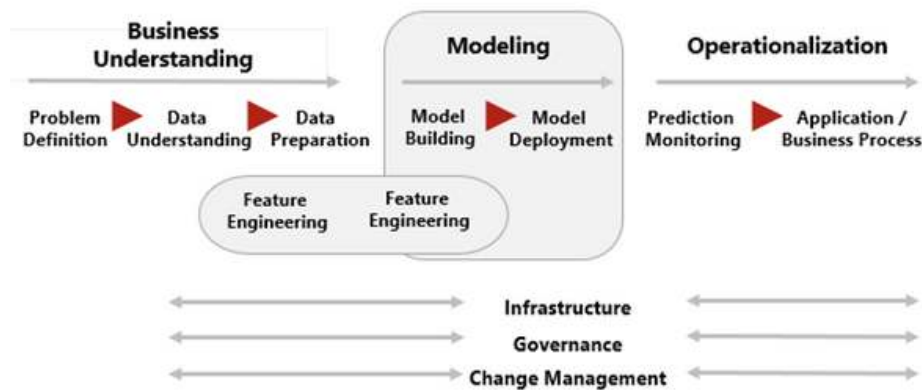 Business
Understanding
Modeling
Operationalization
Problem
Definition
Data
Understanding
Data
Preparation
Model
Building
Model
Deployment
Prediction
Monitoring
Application /
Business Process
Feature
Engineering
Feature
Engineering
Infrastructure
Governance
Change Management